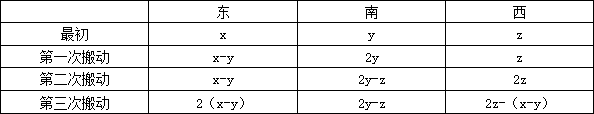 东 南 西
最初 x y z
第一次搬动 x-y 2y z
第二次搬动 x-y 2y-z 2z
第三次搬动 2（x-y） 2y-z 2z-（x-y）